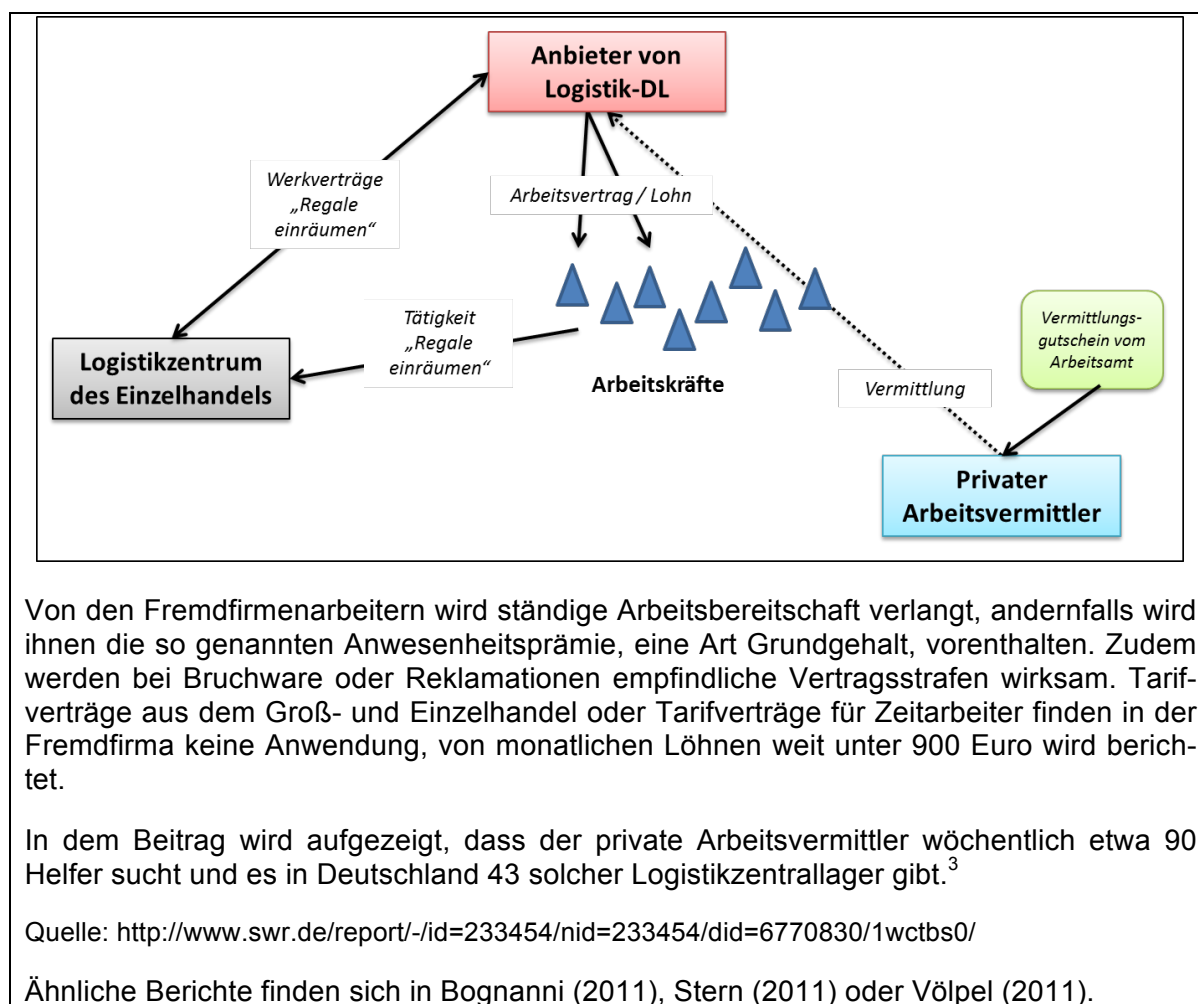 Anbieter von
Logistik-DL
Werkverträge
„Regale
einräumen“
Arbeitsvertrag / Lohn
Tätigkeit
„Regale
einräumen“
Vermittlungs-
gutschein vom
Arbeitsamt
Logistikzentrum
des Einzelhandels
Arbeitskräfte
Vermittlung
Privater
Arbeitsvermittler
Von den Fremdfirmenarbeitern wird ständige Arbeitsbereitschaft verlangt, andernfalls wird
ihnen die so genannten Anwesenheitsprämie, eine Art Grundgehalt, vorenthalten. Zudem
werden bei Bruchware oder Reklamationen empfindliche Vertragsstrafen wirksam. Tarif-
verträge aus dem Groß- und Einzelhandel oder Tarifverträge für Zeitarbeiter finden in der
Fremdfirma keine Anwendung, von monatlichen Löhnen weit unter 900 Euro wird berich-
tet.
In dem Beitrag wird aufgezeigt, dass der private Arbeitsvermittler wöchentlich etwa 90
Helfer sucht und es in Deutschland 43 solcher Logistikzentrallager gibt.³
Quelle: http://www.swr.de/report/-/id=233454/nid=233454/did=6770830/1wctbs0/
Ähnliche Berichte finden sich in Bognanni (2011), Stern (2011) oder Völpel (2011).